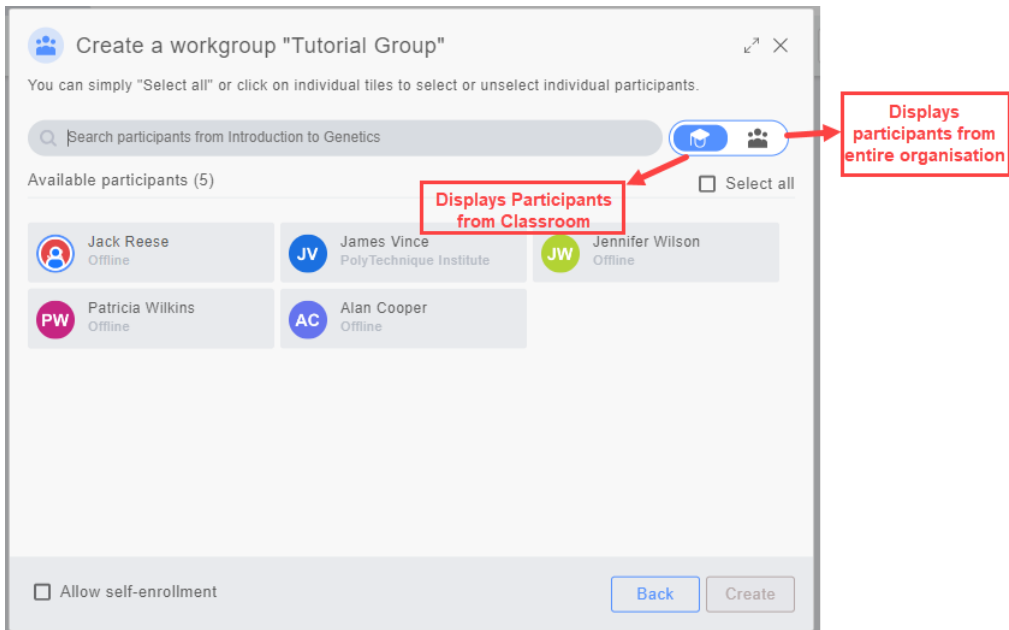 Create a workgroup "Tutorial Group"
You can simply "Select all" or click on individual tiles to select or unselect individual participants.
Search participants from Introduction to Genetics
Displays
participants from
entire organisation
Available participants (5)
Select all
Displays Participants
from Classroom
Jack Reese
Offline
JV
James Vince
PolyTechnique Institute
JW
Jennifer Wilson
Offline
PW
Patricia Wilkins
Offline
AC
Alan Cooper
Offline
Allow self-enrollment
Back
Create